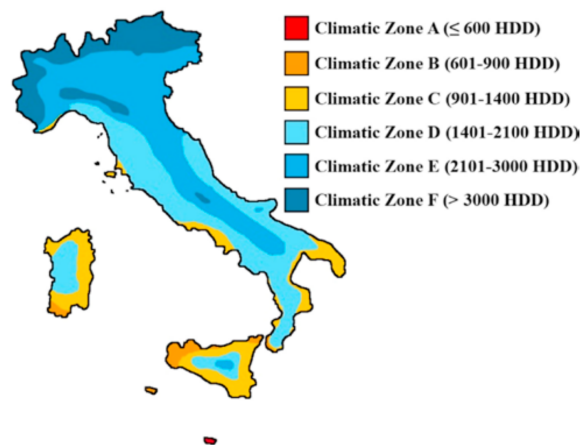 Climatic Zone A (≤ 600 HDD)
Climatic Zone B (601-900 HDD)
Climatic Zone C (901-1400 HDD)
Climatic Zone D (1401-2100 HDD)
Climatic Zone E (2101-3000 HDD)
Climatic Zone F (> 3000 HDD)